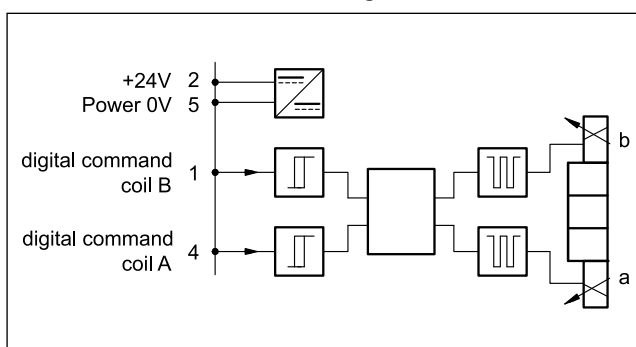 +24V 2
Power 0V 5
digital command
coil B 1
digital command
coil A 4
b
a